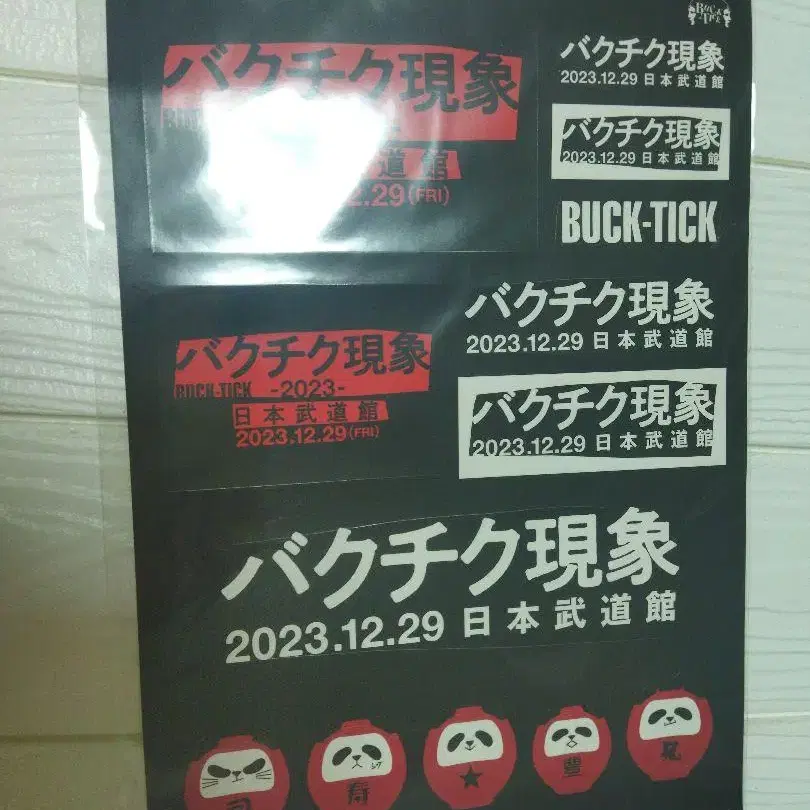 BUCK-TICK
バクチク現象
2023.12.29 日本武道館
バクチク現象
道館
2.29(FRI)
バクチク現象
2023.12.29 日本武道館
BUCK-TICK
バクチク現象
2023.12.29 日本武道館
バクチク現象
BUCK-TICK -2023-
日本武道館
2023.12.29(FRI)
バクチク現象
2023.12.29 日本武道館
バクチク現象
2023.12.29 日本武道館
寿 ★ 豊